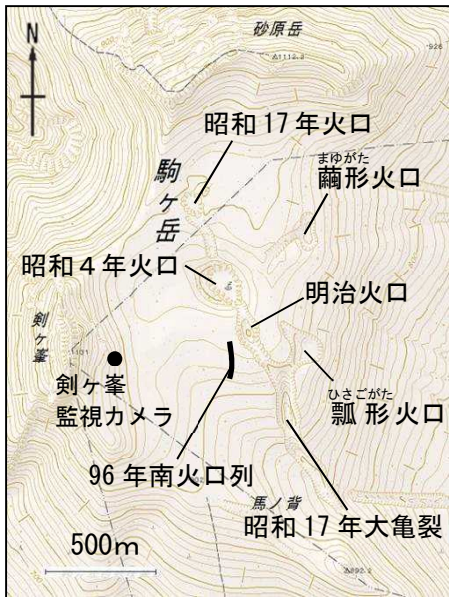 砂原岳
N
△1112.2
926
昭和17年火口
まゆがた
繭形火口
駒ヶ岳
昭和4年火口
明治火口
剣ヶ峯
1131
剣ヶ峯
監視カメラ
ひさごがた
瓢形火口
96年南火口列
馬ノ背
昭和17年大亀裂
500m
△892.2